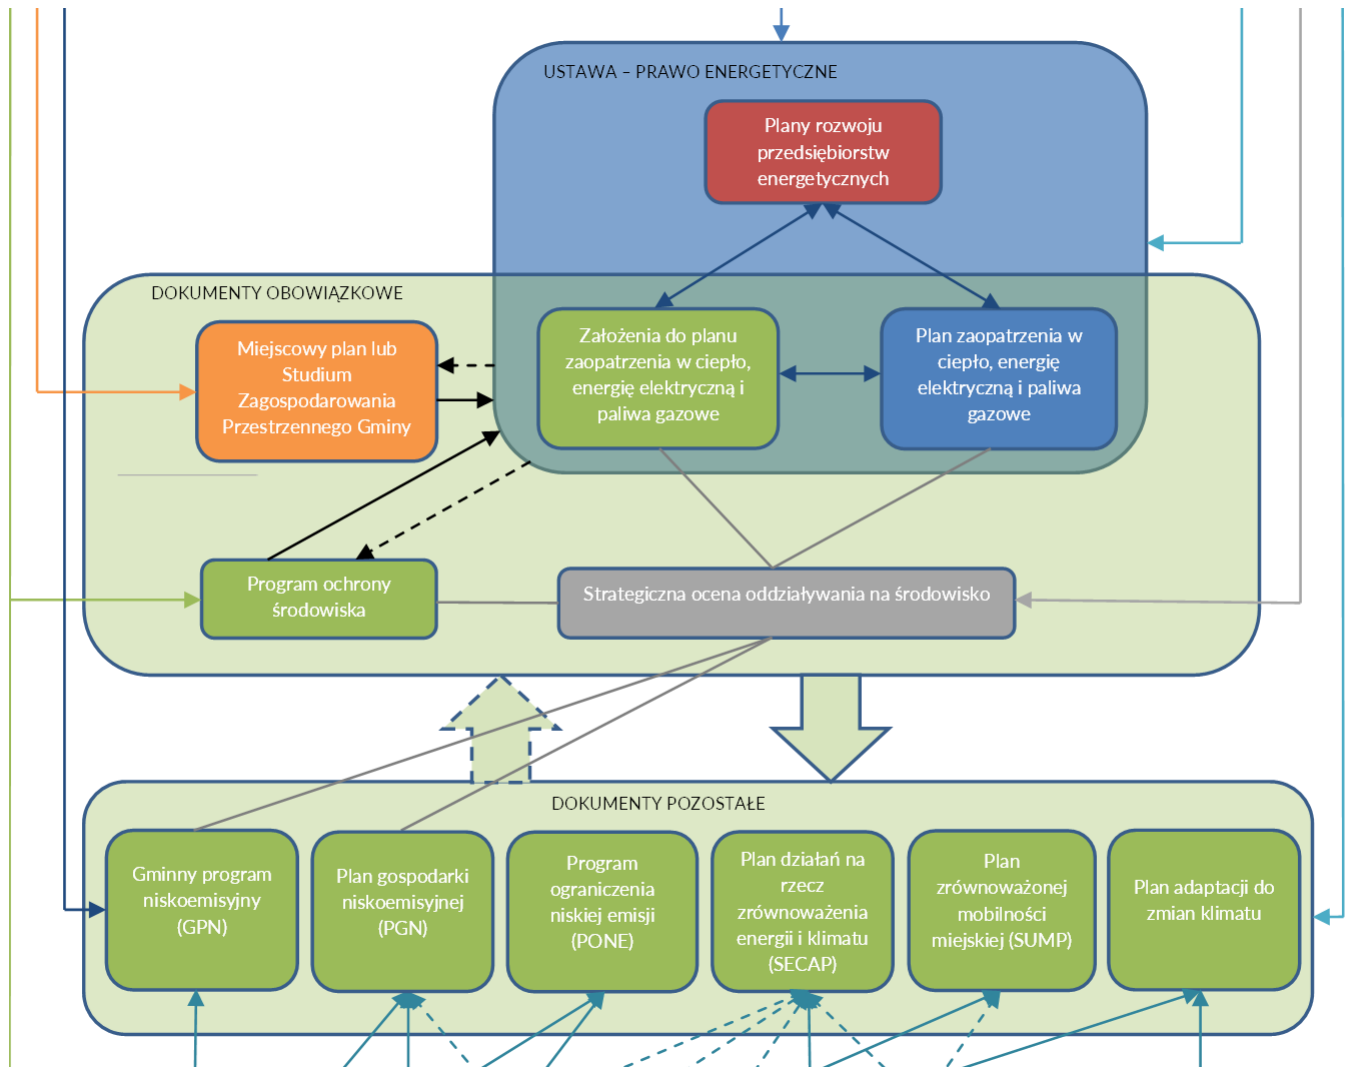 USTAWA – PRAWO ENERGETYCZNE
Plany rozwoju
przedsiębiorstw
energetycznych
DOKUMENTY OBOWIĄZKOWE
Miejscowy plan lub
Studium
Zagospodarowania
Przestrzennego Gminy
Założenia do planu
zaopatrzenia w ciepło,
energię elektryczną i
paliwa gazowe
Plan zaopatrzenia w
ciepło, energię
elektryczną i paliwa
gazowe
Program ochrony
środowiska
Strategiczna ocena oddziaływania na środowisko
DOKUMENTY POZOSTAŁE
Gminny program
niskoemisyjny
(GPN)
Plan gospodarki
niskoemisyjnej
(PGN)
Program
ograniczenia
niskiej emisji
(PONE)
Plan działań na
rzecz
zrównoważenia
energii i klimatu
(SECAP)
Plan
zrównoważonej
mobilności
miejskiej (SUMP)
Plan adaptacji do
zmian klimatu